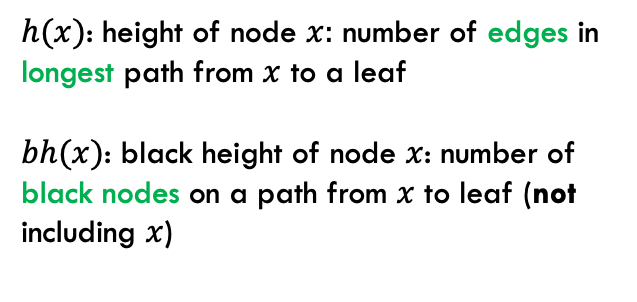 h(x): height of node x: number of edges in
longest path from x to a leaf
bh(x): black height of node x: number of
black nodes on a path from x to leaf (not
including x)